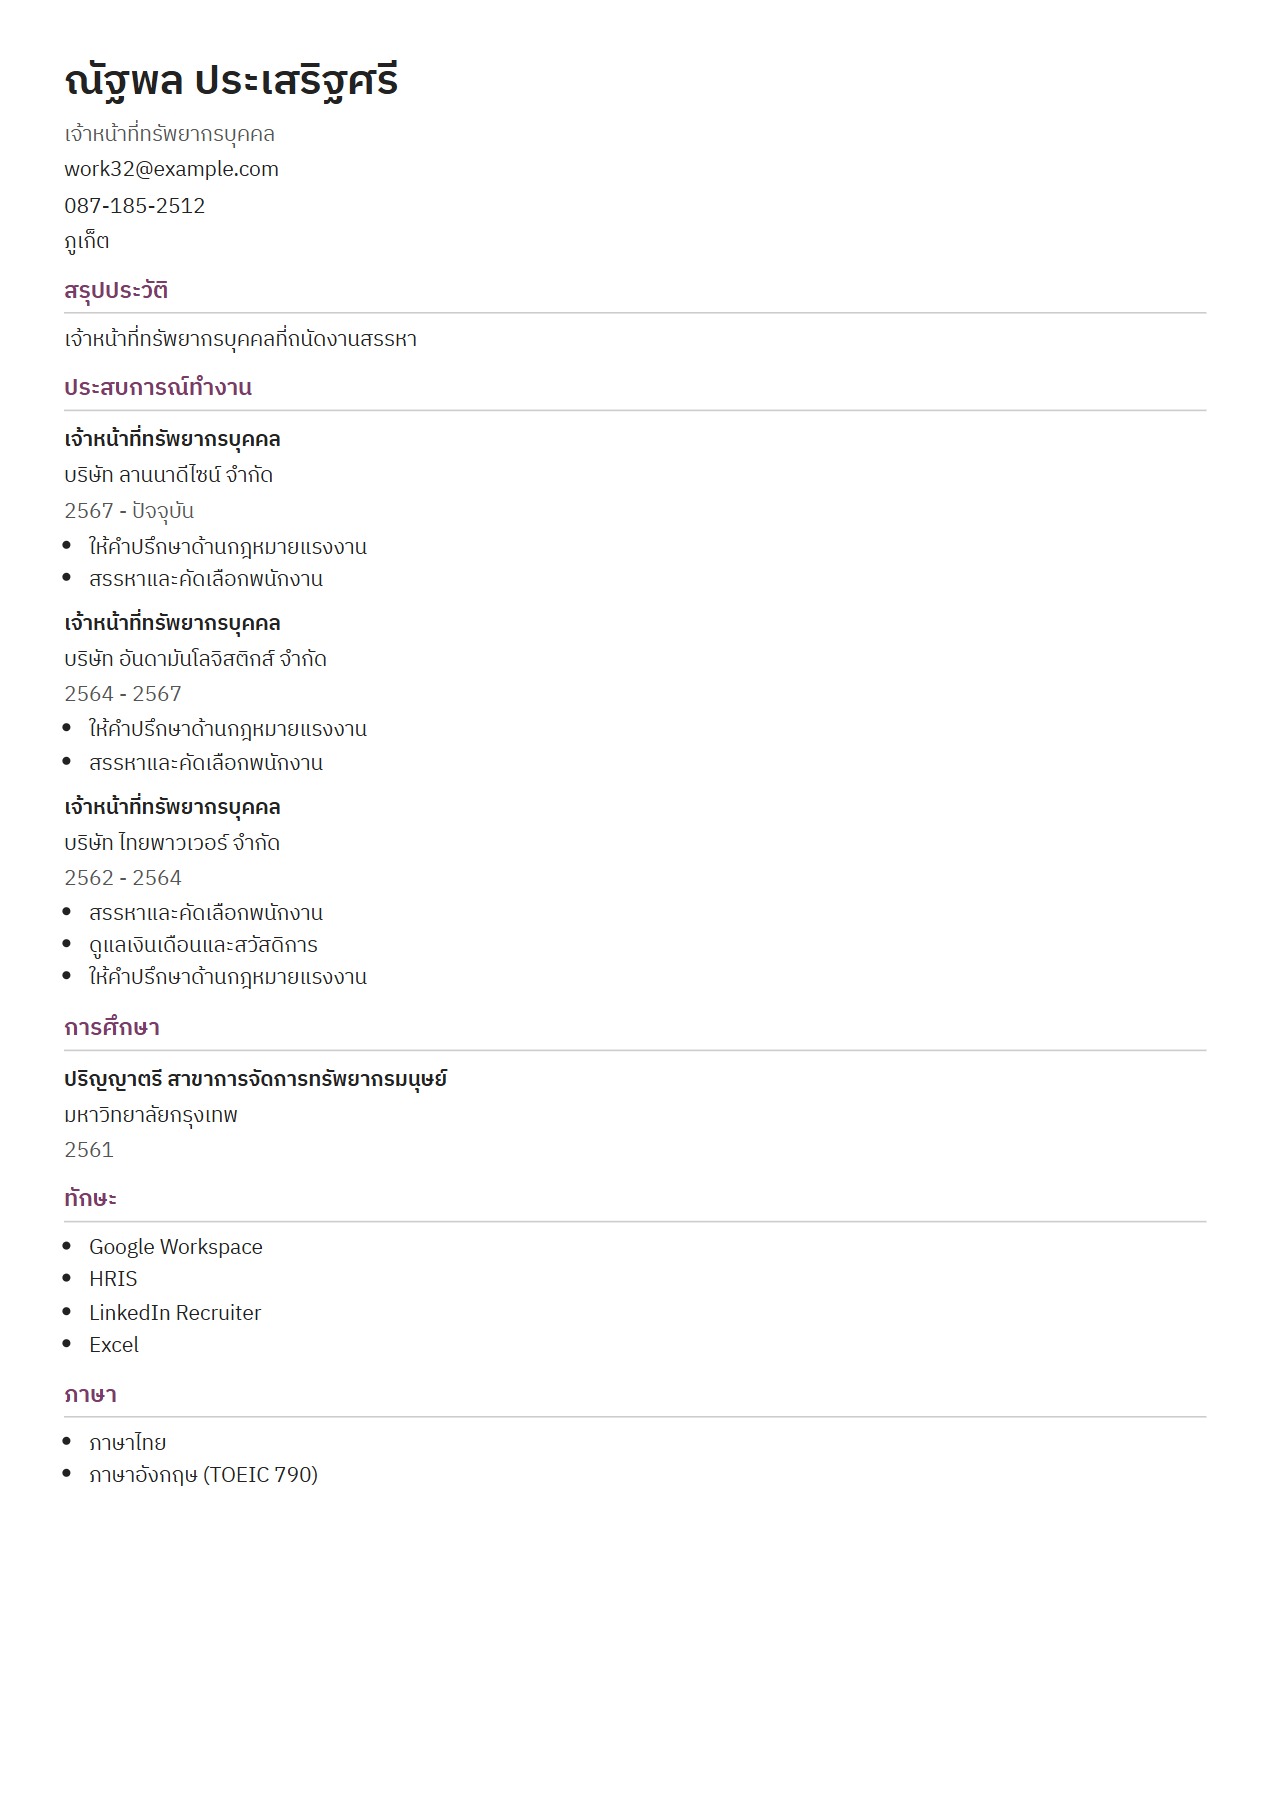 ณัฐพล ประเสริฐศรี
เจ้าหน้าที่ทรัพยากรบุคคล
work32@example.com
087-185-2512
ภูเก็ต
สรุปประวัติ
เจ้าหน้าที่ทรัพยากรบุคคลที่ถนัดงานสรรหา
ประสบการณ์ทำงาน
เจ้าหน้าที่ทรัพยากรบุคคล
บริษัท ลานนาดีไซน์ จำกัด
2567 - ปัจจุบัน
• ให้คำปรึกษาด้านกฎหมายแรงงาน
• สรรหาและคัดเลือกพนักงาน
เจ้าหน้าที่ทรัพยากรบุคคล
บริษัท อันดามันโลจิสติกส์ จำกัด
2564 - 2567
• ให้คำปรึกษาด้านกฎหมายแรงงาน
• สรรหาและคัดเลือกพนักงาน
เจ้าหน้าที่ทรัพยากรบุคคล
บริษัท ไทยพาวเวอร์ จำกัด
2562 - 2564
• สรรหาและคัดเลือกพนักงาน
• ดูแลเงินเดือนและสวัสดิการ
• ให้คำปรึกษาด้านกฎหมายแรงงาน
การศึกษา
ปริญญาตรี สาขาการจัดการทรัพยากรมนุษย์
มหาวิทยาลัยกรุงเทพ
2561
ทักษะ
• Google Workspace
• HRIS
• LinkedIn Recruiter
• Excel
ภาษา
• ภาษาไทย
• ภาษาอังกฤษ (TOEIC 790)